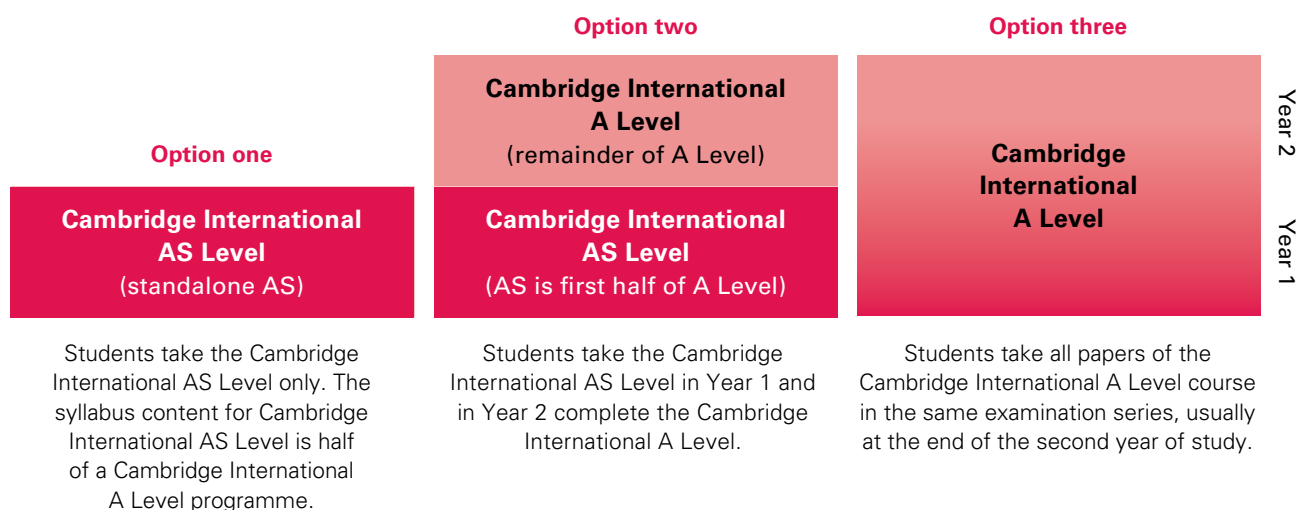 Option one
Cambridge International
AS Level
(standalone AS)
Students take the Cambridge
International AS Level only. The
syllabus content for Cambridge
International AS Level is half
of a Cambridge International
A Level programme.
Option two
Cambridge International
A Level
(remainder of A Level)
Cambridge International
AS Level
(AS is first half of A Level)
Students take the Cambridge
International AS Level in Year 1 and
in Year 2 complete the Cambridge
International A Level.
Option three
Cambridge
International
A Level
Students take all papers of the
Cambridge International A Level course
in the same examination series, usually
at the end of the second year of study.
Year 2
Year 1